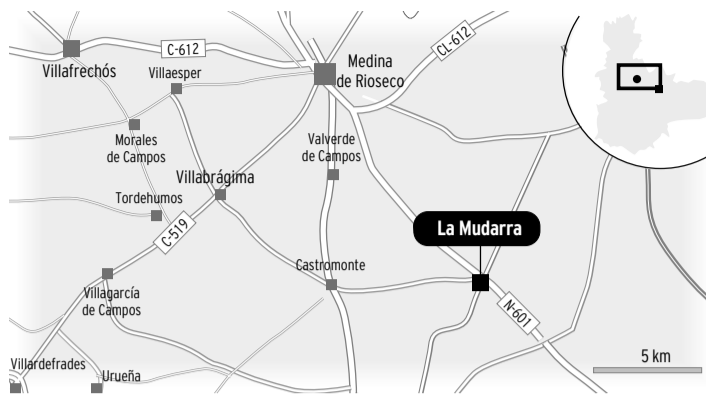 C-612
CL-612
Villafrechós
Villaesper
Medina
de Rioseco
Morales
de Campos
Valverde
de Campos
Villabrágima
Tordehumos
C-519
La Mudarra
Castromonte
Villagarcía
de Campos
N-601
5 km
Villardefrades
Urueña